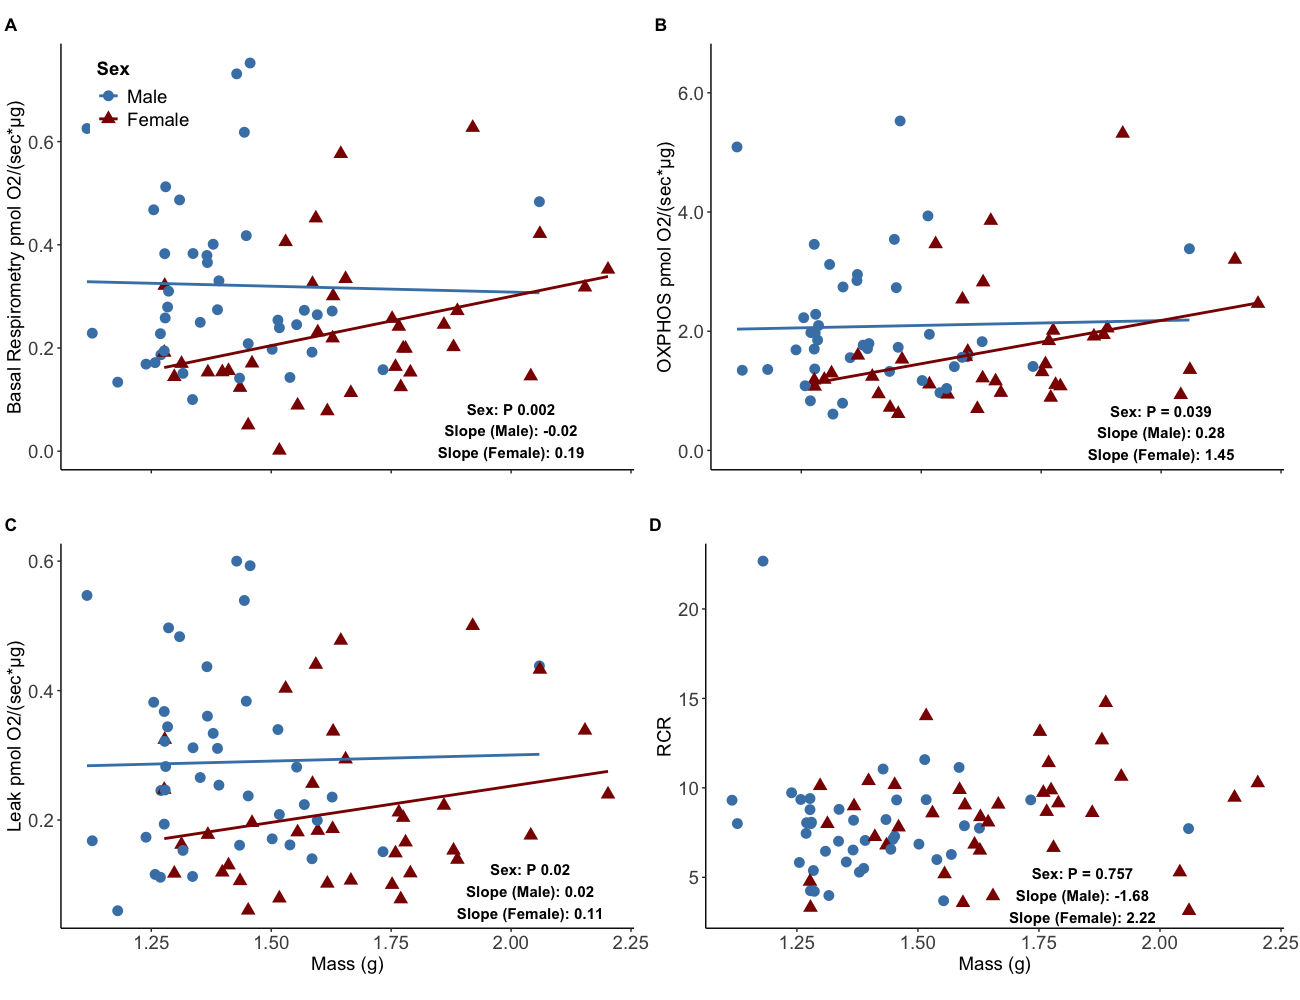 A
Basal Respirometry pmol O2/(sec*µg)
Sex
Male
Female
0.6
0.4
0.2
0.0
Sex: P 0.002
Slope (Male): -0.02
Slope (Female): 0.19
B
OXPHOS pmol O2/(sec*µg)
6.0
4.0
2.0
0.0
Sex: P = 0.039
Slope (Male): 0.28
Slope (Female): 1.45
C
Leak pmol O2/(sec*µg)
0.6
0.4
0.2
Sex: P 0.02
Slope (Male): 0.02
Slope (Female): 0.11
1.25 1.50 1.75 2.00 2.25
Mass (g)
D
RCR
20
15
10
5
Sex: P = 0.757
Slope (Male): -1.68
Slope (Female): 2.22
1.25 1.50 1.75 2.00 2.25
Mass (g)